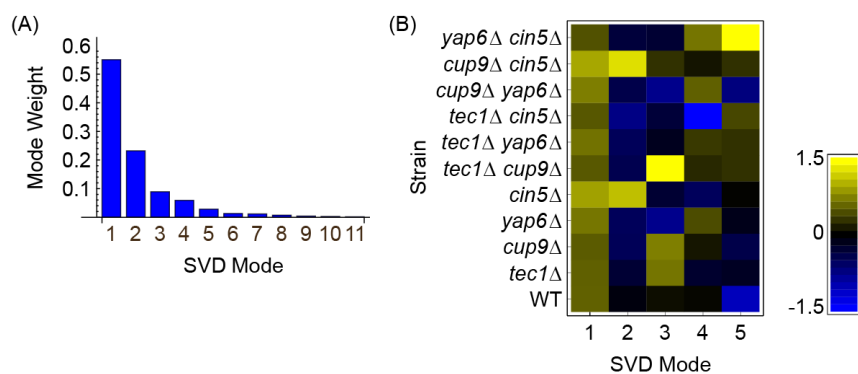 (A)
0.6
0.5
0.4
0.3
0.2
0.1
Mode Weight
1 2 3 4 5 6 7 8 9 10 11
SVD Mode
(B)
yap6Δ cin5Δ
cup9Δ cin5Δ
cup9Δ yap6Δ
tec1Δ cin5Δ
tec1Δ yap6Δ
tec1Δ cup9Δ
cin5Δ
yap6Δ
cup9Δ
tec1Δ
WT
Strain
1 2 3 4 5
SVD Mode
1.5
0
-1.5